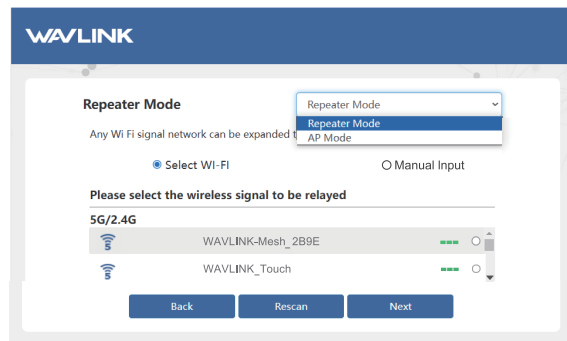 WAVLINK
Repeater Mode
Repeater Mode
Repeater Mode
AP Mode
Any Wi Fi signal network can be expanded t
Select WI-FI
Manual Input
Please select the wireless signal to be relayed
5G/2.4G
5 WAVLINK-Mesh_2B9E
5 WAVLINK_Touch
Back Rescan Next